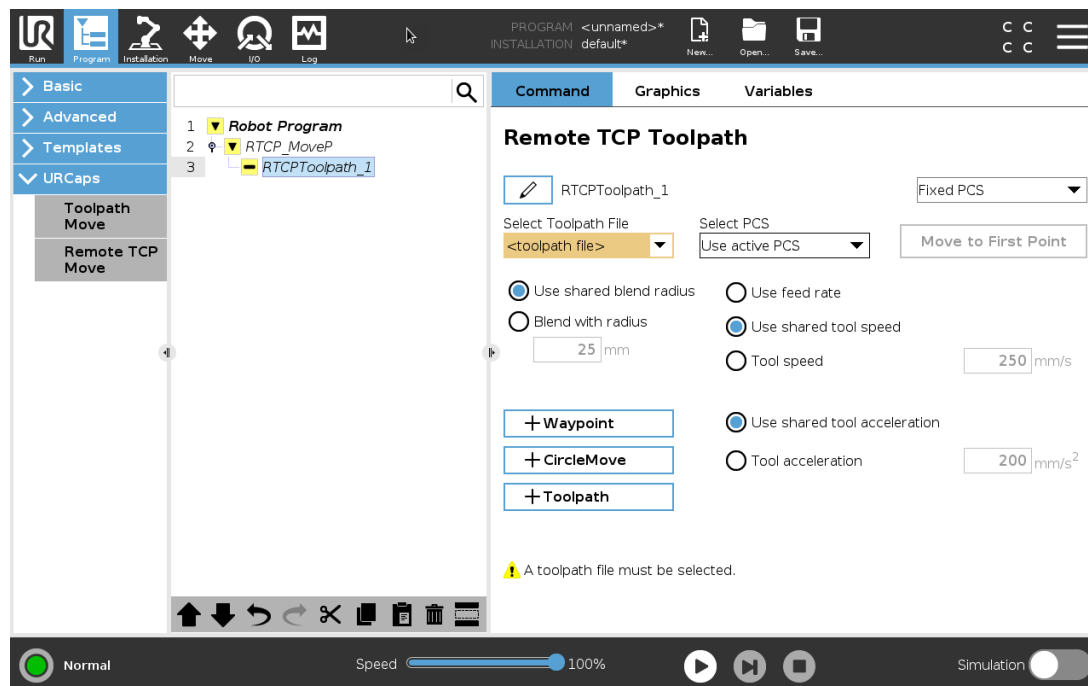 PROGRAM <unnamed>*
INSTALLATION default*
C C
C C
UR
Run
Program
Installation
Move
I/O
Log
New...
Open...
Save...
Basic
Advanced
Templates
URCaps
Toolpath
Move
Remote TCP
Move
1 Robot Program
2 RTCP_MoveP
3 RTCPToolpath_1
Command Graphics Variables
Remote TCP Toolpath
RTCPToolpath_1
Fixed PCS
Select Toolpath File
Select PCS
<toolpath file>
Use active PCS
Move to First Point
Use shared blend radius
Use feed rate
Blend with radius
Use shared tool speed
25 mm
Tool speed
250 mm/s
+ Waypoint
Use shared tool acceleration
+ CircleMove
Tool acceleration
200 mm/s²
+ Toolpath
A toolpath file must be selected.
Normal
Speed
100%
Simulation